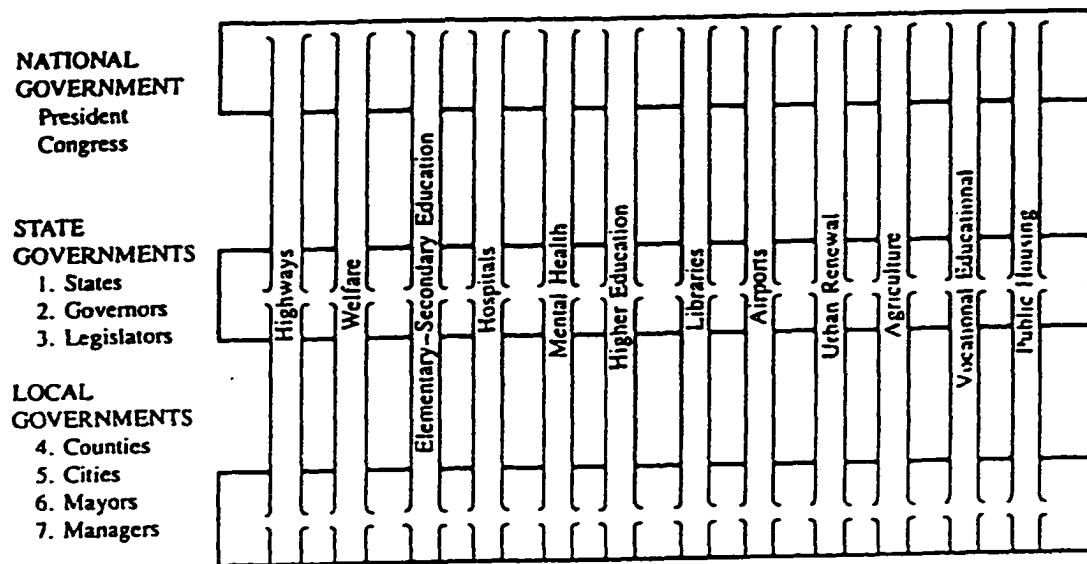 NATIONAL
GOVERNMENT
President
Congress
STATE
GOVERNMENTS
1. States
2. Governors
3. Legislators
LOCAL
GOVERNMENTS
4. Counties
5. Cities
6. Mayors
7. Managers
Highways
Welfare
Elementary-Secondary Education
Hospitals
Mental Health
Higher Education
Libraries
Airports
Urban Renewal
Agriculture
Vocational Educational
Public Housing